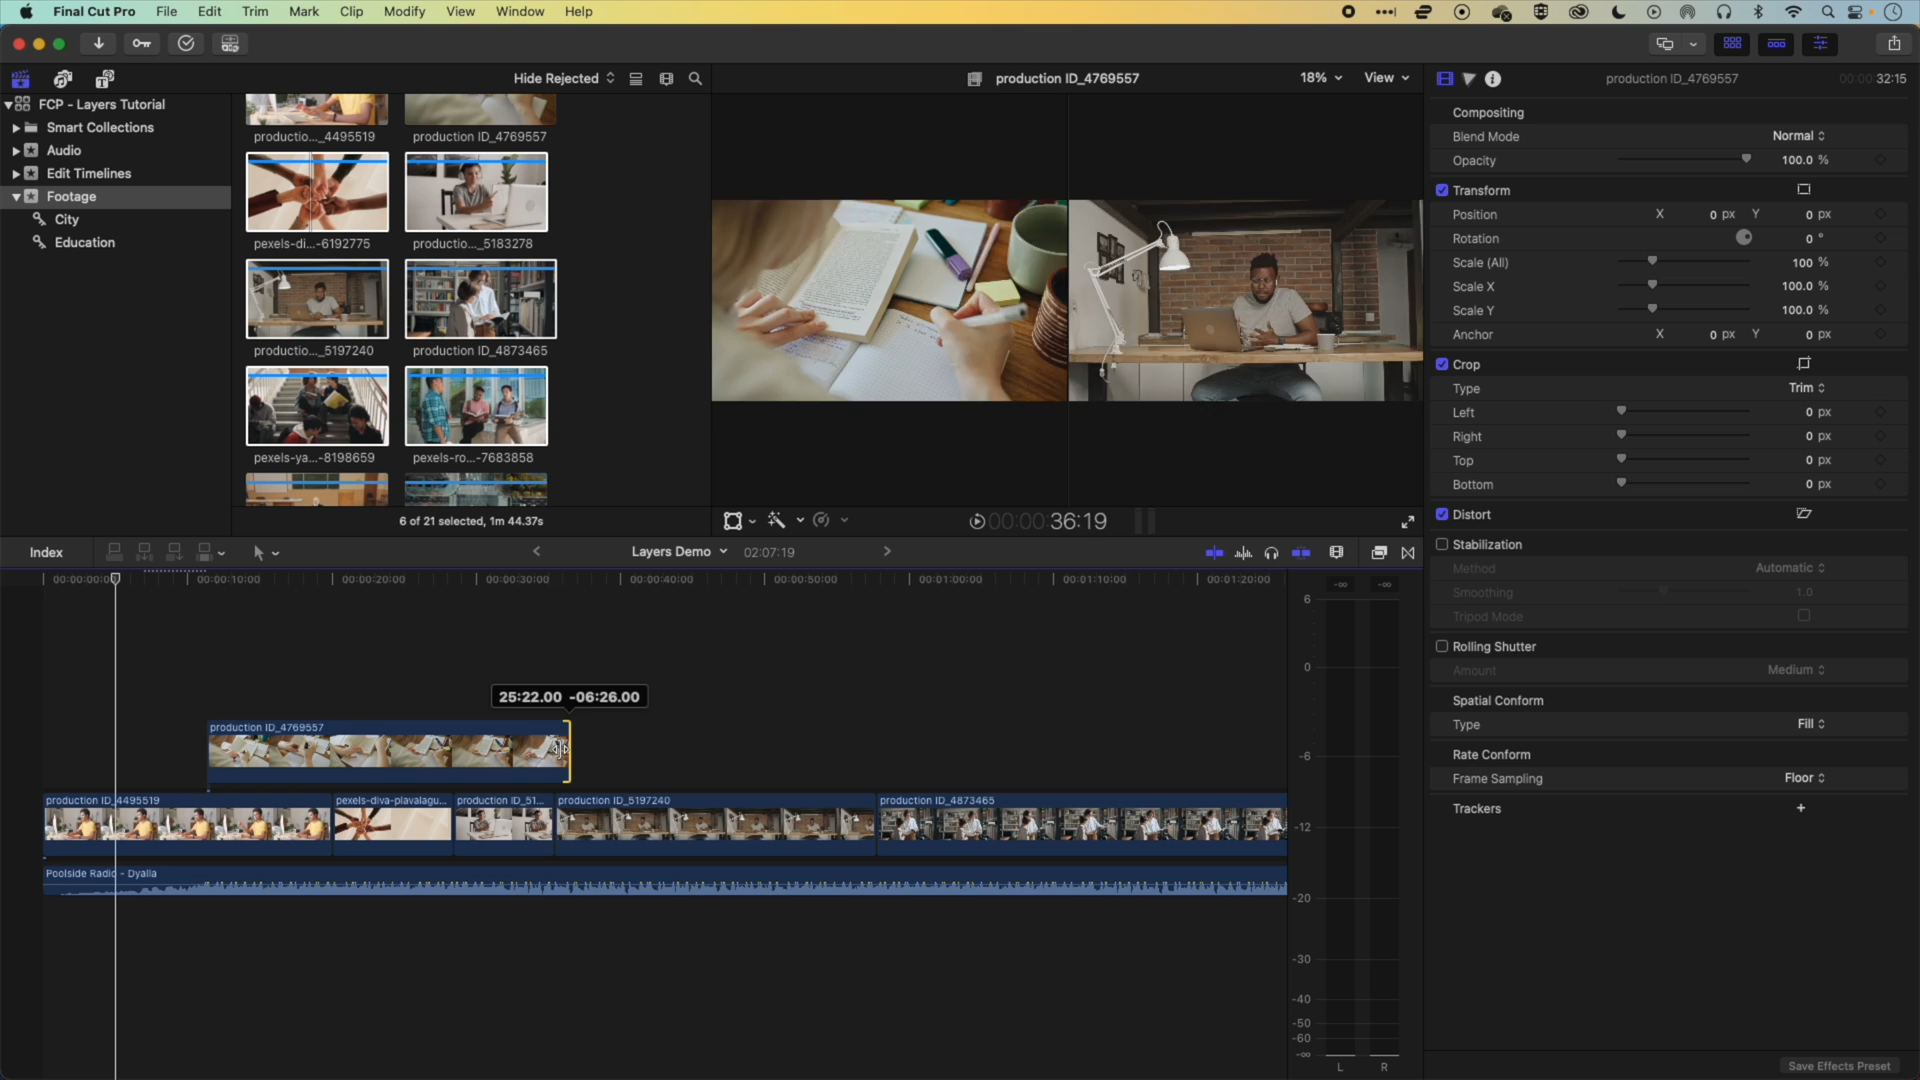 Final Cut Pro File Edit Trim Mark Clip Modify View Window Help
Hide Rejected
production ID_4769557
18%
View
production ID_4769557
00:00:32:15
FCP - Layers Tutorial
Smart Collections
Audio
Edit Timelines
Footage
City
Education
productio..._4495519
production ID_4769557
pexels-di...-6192775
productio..._5183278
productio..._5197240
production ID_4873465
pexels-ya...-8198659
pexels-ro...-7683858
6 of 21 selected, 1m 44.37s
00:00:36:19
Compositing
Blend Mode Normal
Opacity 100.0 %
Transform
Position X 0 px Y 0 px
Rotation 0 °
Scale (All) 100 %
Scale X 100.0 %
Scale Y 100.0 %
Anchor X 0 px Y 0 px
Crop
Type Trim
Left 0 px
Right 0 px
Top 0 px
Bottom 0 px
Distort
Stabilization
Method Automatic
Smoothing 1.0
Tripod Mode
Rolling Shutter
Amount Medium
Spatial Conform
Type Fill
Rate Conform
Frame Sampling Floor
Trackers +
Save Effects Preset
Index
Layers Demo
02:07:19
00:00:00:00 00:00:10:00 00:00:20:00 00:00:30:00 00:00:40:00 00:00:50:00 00:01:00:00 00:01:10:00 00:01:20:00
25:22.00 -06:26.00
production ID_4769557
production ID_4495519
pexels-diva-plavalagu...
production ID_51...
production ID_5197240
production ID_4873465
Poolside Radio - Dyalla
-∞ -∞
6
0
-6
-12
-20
-30
-40
-50
-60
-∞
L R